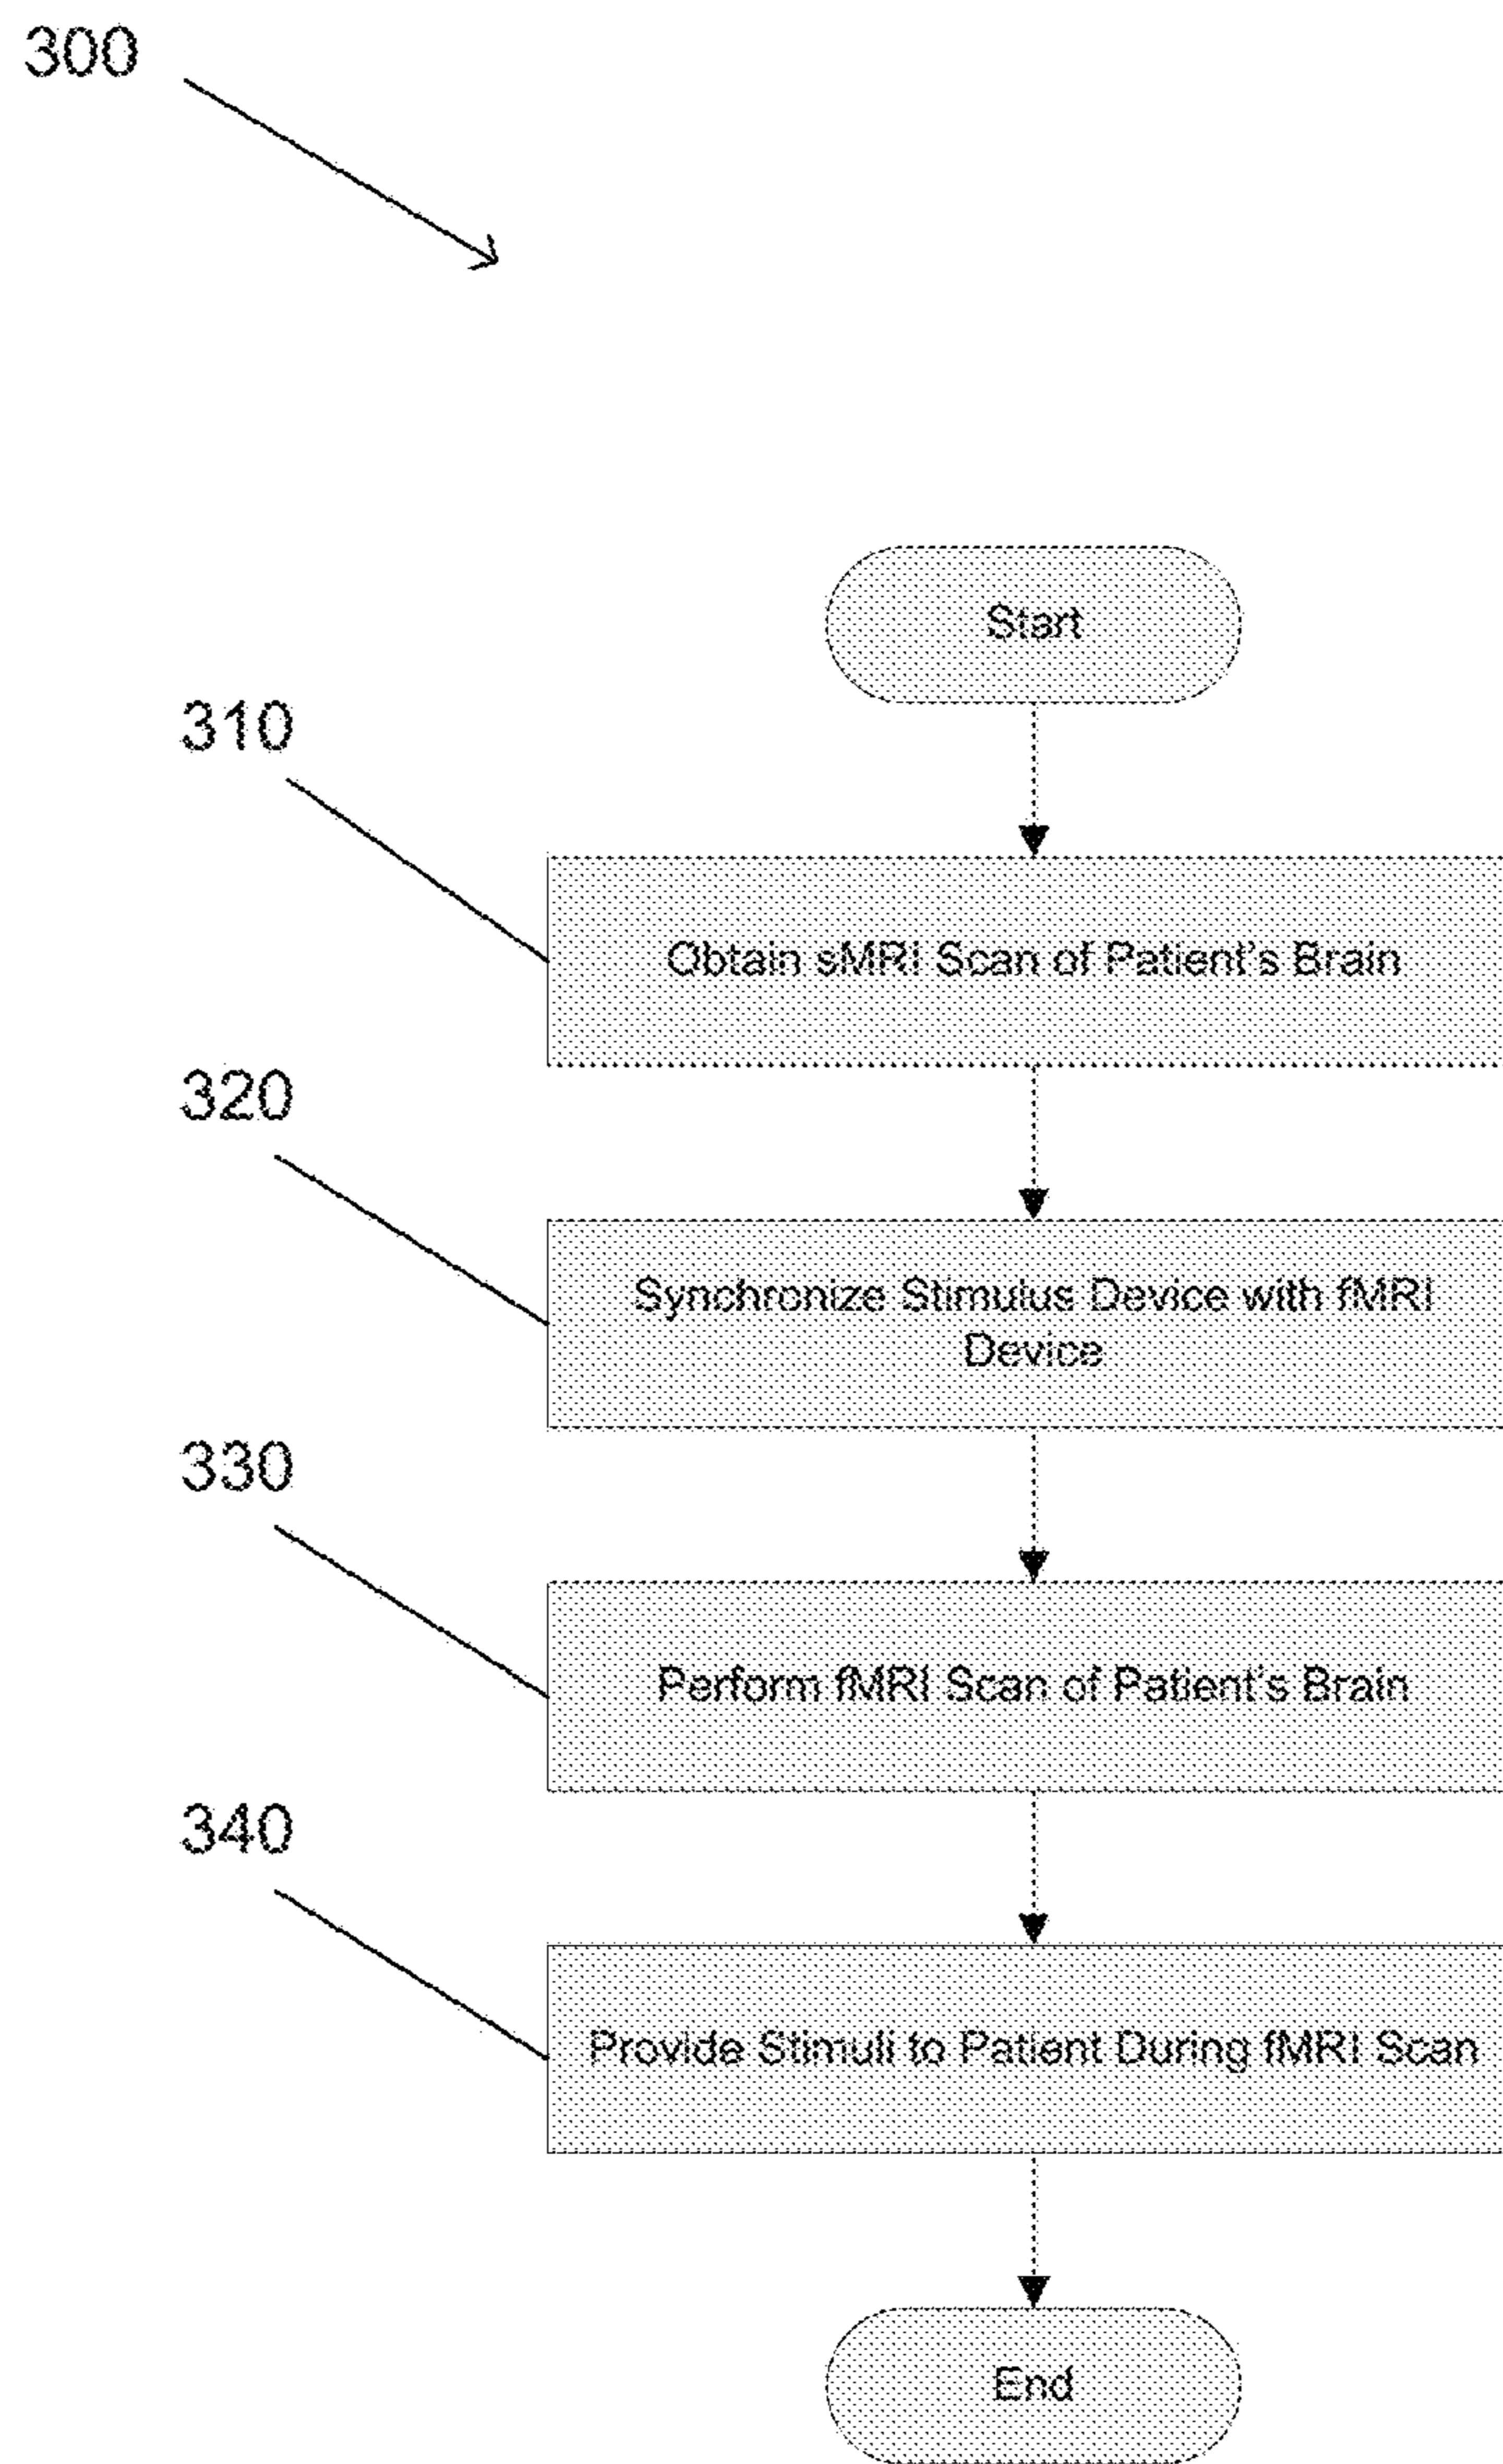 300
Start
310
Obtain sMRI Scan of Patient's Brain
320
Synchronize Stimulus Device with fMRI
Device
330
Perform fMRI Scan of Patient's Brain
340
Provide Stimuli to Patient During fMRI Scan
End